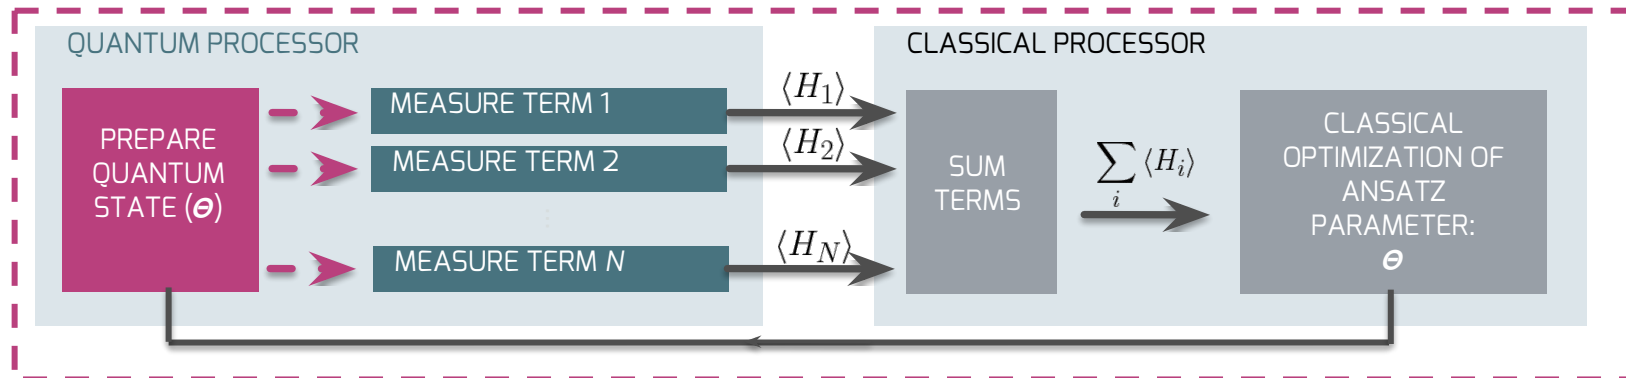 QUANTUM PROCESSOR
PREPARE
QUANTUM
STATE (Θ)
MEASURE TERM 1
MEASURE TERM 2
⋮
MEASURE TERM N
⟨H₁⟩
⟨H₂⟩
⟨H_N⟩
CLASSICAL PROCESSOR
SUM
TERMS
∑ᵢ ⟨Hᵢ⟩
CLASSICAL
OPTIMIZATION OF
ANSATZ
PARAMETER:
Θ